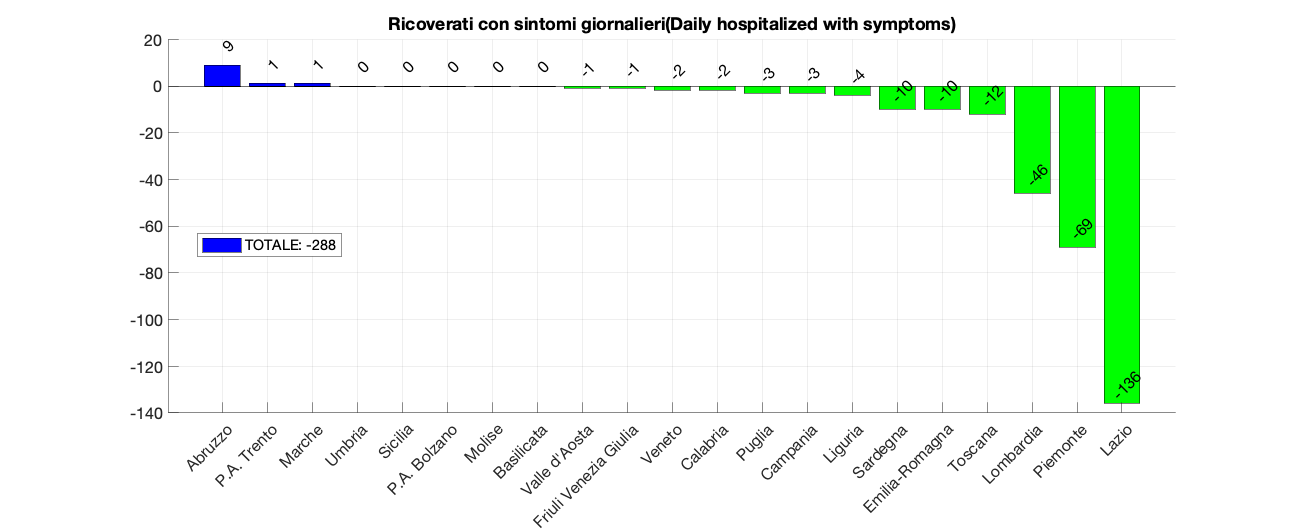 Ricoverati con sintomi giornalieri(Daily hospitalized with symptoms)
20
0
-20
-40
-60
-80
-100
-120
-140
9
1
1
0
0
0
0
0
-1
-1
-2
-2
-3
-3
-4
-10
-10
-12
-46
-69
-136
TOTALE: -288
Abruzzo
P.A. Trento
Marche
Umbria
Sicilia
P.A. Bolzano
Molise
Basilicata
Valle d'Aosta
Friuli Venezia Giulia
Veneto
Calabria
Puglia
Campania
Liguria
Sardegna
Emilia-Romagna
Toscana
Lombardia
Piemonte
Lazio